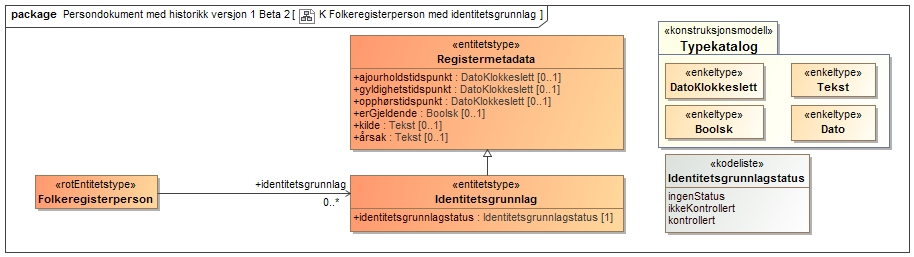 package Persondokument med historikk versjon 1 Beta 2 [ K Folkeregisterperson med identitetsgrunnlag ]
«entitetstype»
Registermetadata
+ajourholdstidspunkt : DatoKlokkeslett [0..1]
+gyldighetstidspunkt : DatoKlokkeslett [0..1]
+opphørstidspunkt : DatoKlokkeslett [0..1]
+erGjeldende : Boolsk [0..1]
+kilde : Tekst [0..1]
+årsak : Tekst [0..1]
«konstruksjonsmodell»
Typekatalog
«enkeltype»
DatoKlokkeslett
«enkeltype»
Tekst
«enkeltype»
Boolsk
«enkeltype»
Dato
«rotEntitetstype»
Folkeregisterperson
+identitetsgrunnlag
0..*
«entitetstype»
Identitetsgrunnlag
+identitetsgrunnlagstatus : Identitetsgrunnlagstatus [1]
«kodeliste»
Identitetsgrunnlagstatus
ingenStatus
ikkeKontrollert
kontrollert